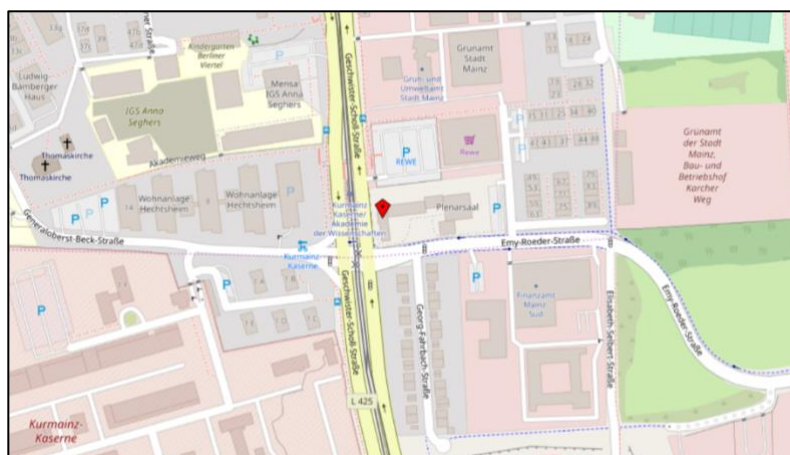 Kindergarten
Berliner
Viertel
P
Ludwig-
Bamberger
Haus
Mensa
IGS Anna
Seghers
IGS Anna
Seghers
Geschwister-Scholl-Straße
Grünamt
Stadt
Mainz
Grün- und
Umweltamt
Stadt Mainz
P
REWE
Rewe
P
Thomaskirche
Thomaskirche
Akademieweg
Wohnanlage
Hechtsheim
Wohnanlage
Hechtsheim
P
P
Kurmainz
Kaserne/
Akademie
der Wissenschaften
Plenarsaal
P
Grünamt
der Stadt
Mainz,
Bau- und
Betriebshof
Karcher
Weg
Generaloberst-Beck-Straße
Kurmainz-
Kaserne
Emy-Roeder-Straße
P
P
P
Finanzamt
Mainz
Süd
Geschwister-Scholl-Straße
Georg-Fahrbach-Straße
Elisabeth-Selbert-Straße
Emy-Roeder-Straße
L 425
Kurmainz-
Kaserne